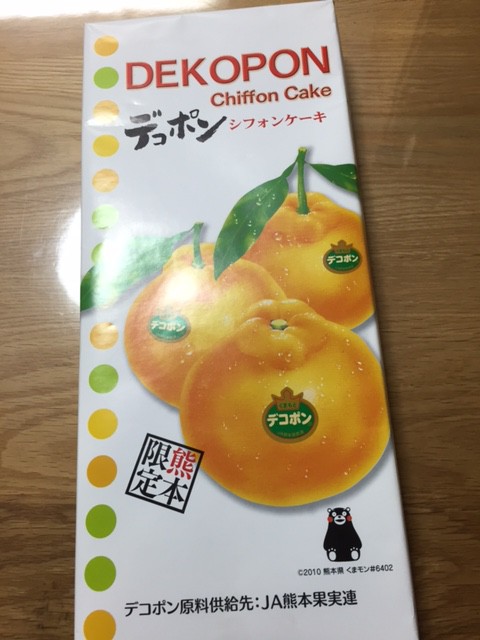 DEKOPON
Chiffon Cake
デコポン シフォンケーキ
デコポン
デコポン
デコポン
熊本
限定
©2010 熊本県 くまモン#6402
デコポン原料供給先：JA熊本果実連